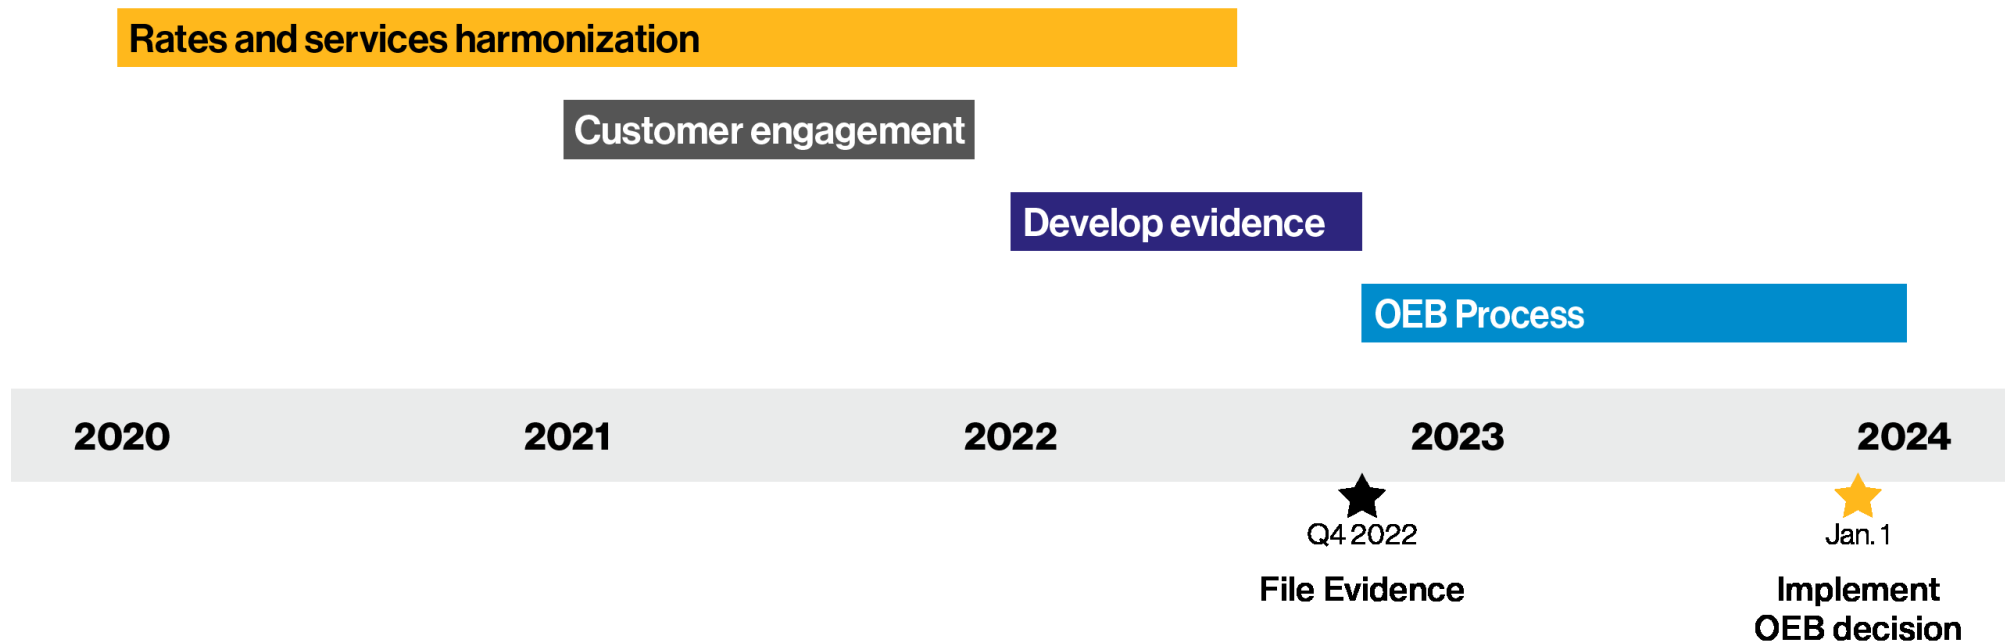 Rates and services harmonization
Customer engagement
Develop evidence
OEB Process
2020 2021 2022 2023 2024
Q4 2022
File Evidence
Jan. 1
Implement
OEB decision